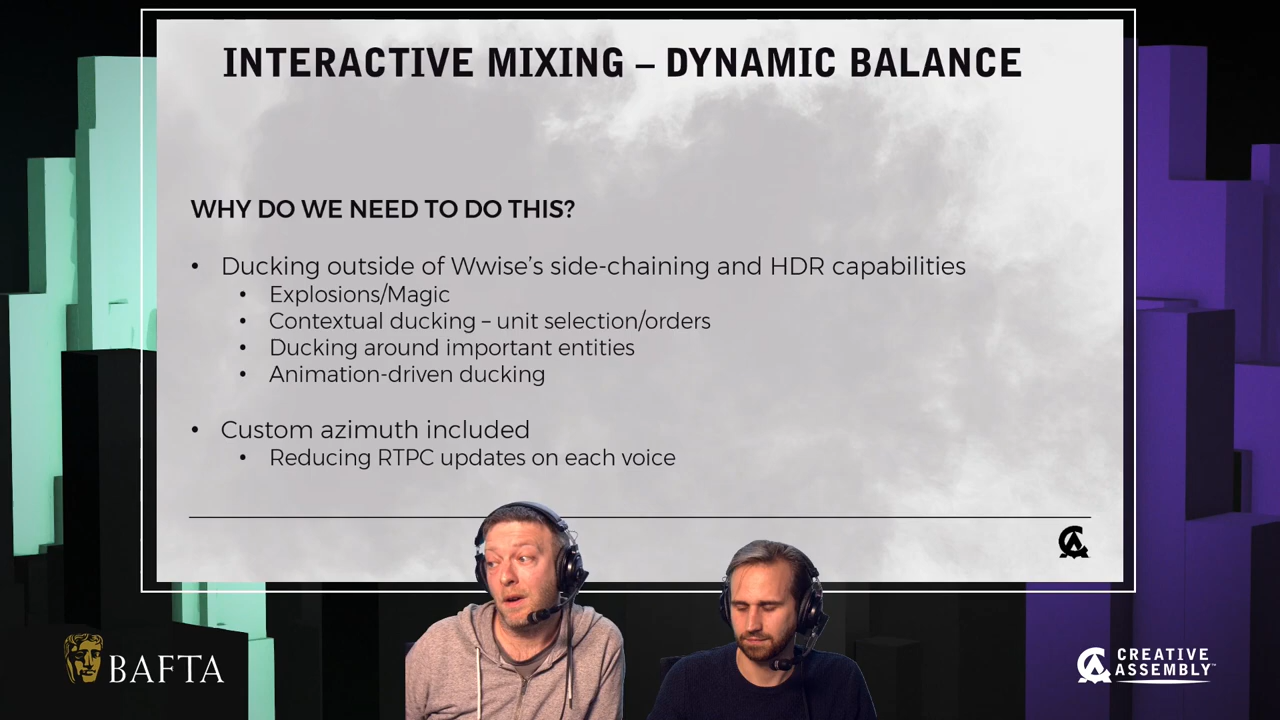 INTERACTIVE MIXING – DYNAMIC BALANCE
WHY DO WE NEED TO DO THIS?
• Ducking outside of Wwise's side-chaining and HDR capabilities
• Explosions/Magic
• Contextual ducking – unit selection/orders
• Ducking around important entities
• Animation-driven ducking
• Custom azimuth included
• Reducing RTPC updates on each voice
BAFTA
CREATIVE
ASSEMBLY™